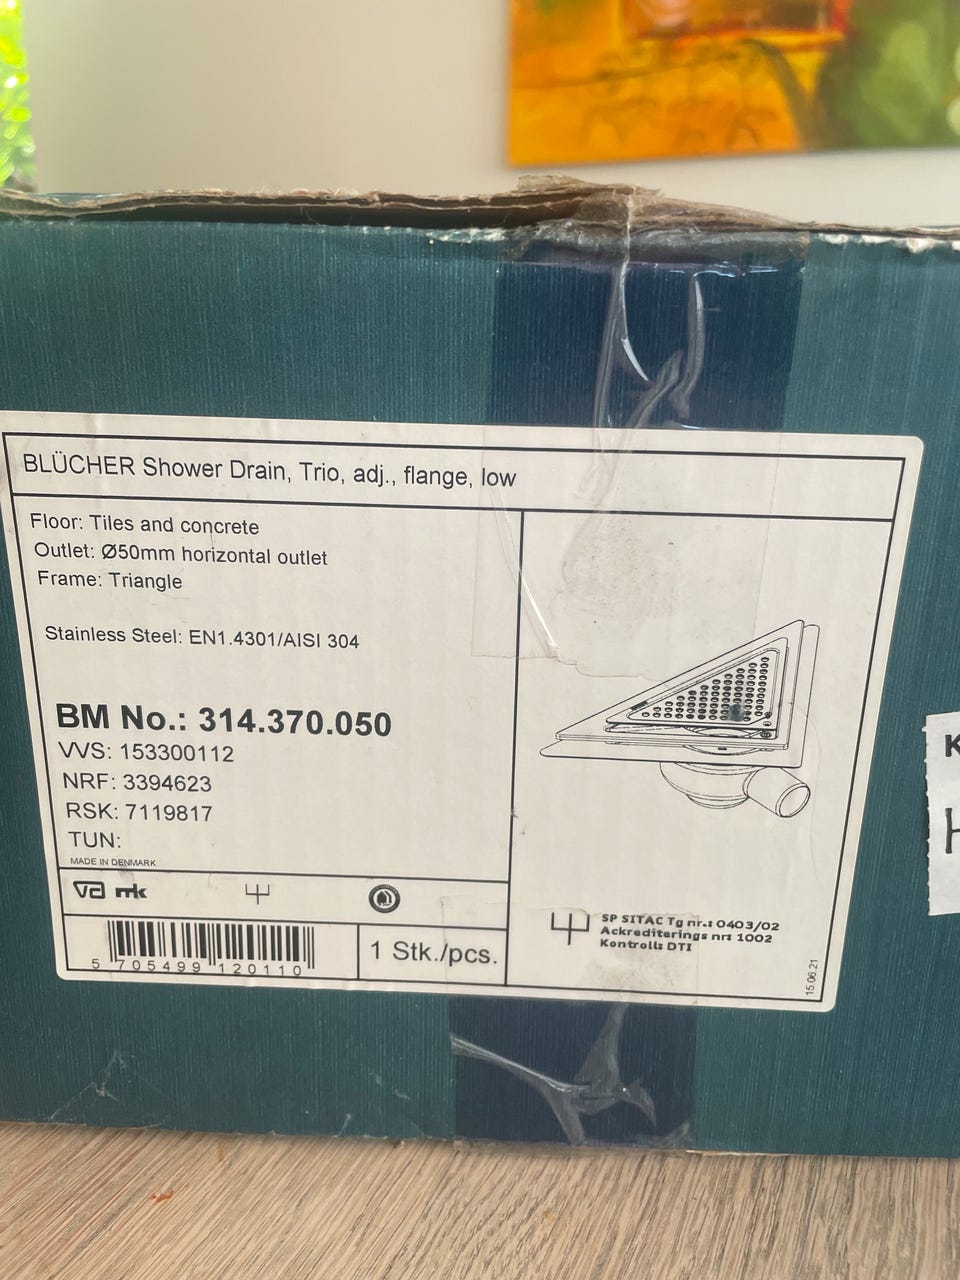 BLÜCHER Shower Drain, Trio, adj., flange, low
Floor: Tiles and concrete
Outlet: Ø50mm horizontal outlet
Frame: Triangle
Stainless Steel: EN1.4301/AISI 304
BM No.: 314.370.050
VVS: 153300112
NRF: 3394623
RSK: 7119817
TUN:
MADE IN DENMARK
va mk
5 705499 120110
1 Stk./pcs.
SP SITAC Tg nr.: 0403/02
Ackrediterings nr: 1002
Kontroll: DTI
15.06.21
K
H